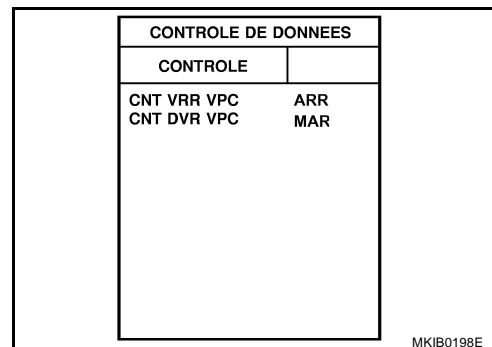 CONTROLE DE DONNEES
CONTROLE
CNT VRR VPC ARR
CNT DVR VPC MAR
MKIB0198E